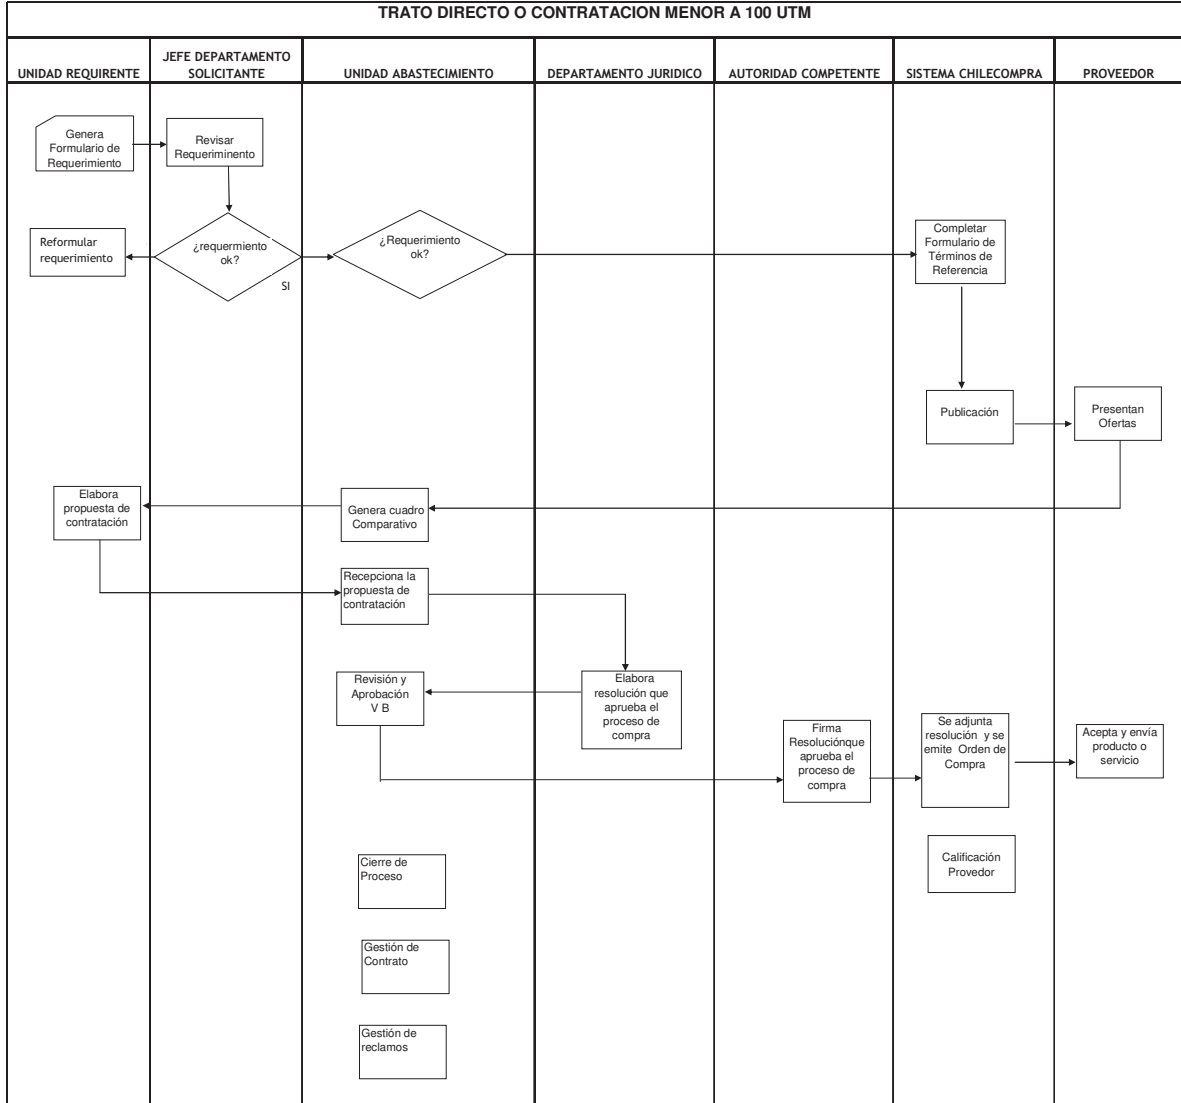 TRATO DIRECTO O CONTRATACION MENOR A 100 UTM
UNIDAD REQUIRENTE
JEFE DEPARTAMENTO
SOLICITANTE
UNIDAD ABASTECIMIENTO
DEPARTAMENTO JURIDICO
AUTORIDAD COMPETENTE
SISTEMA CHILECOMPRA
PROVEEDOR
Genera
Formulario de
Requerimiento
Revisar
Requeriminento
Reformular
requerimiento
¿requermiento
ok?
SI
¿Requerimiento
ok?
Completar
Formulario de
Términos de
Referencia
Publicación
Presentan
Ofertas
Elabora
propuesta de
contratación
Genera cuadro
Comparativo
Recepciona la
propuesta de
contratación
Revisión y
Aprobación
V B
Elabora
resolución que
aprueba el
proceso de
compra
Firma
Resoluciónque
aprueba el
proceso de
compra
Se adjunta
resolución y se
emite Orden de
Compra
Acepta y envía
producto o
servicio
Cierre de
Proceso
Calificación
Provedor
Gestión de
Contrato
Gestión de
reclamos